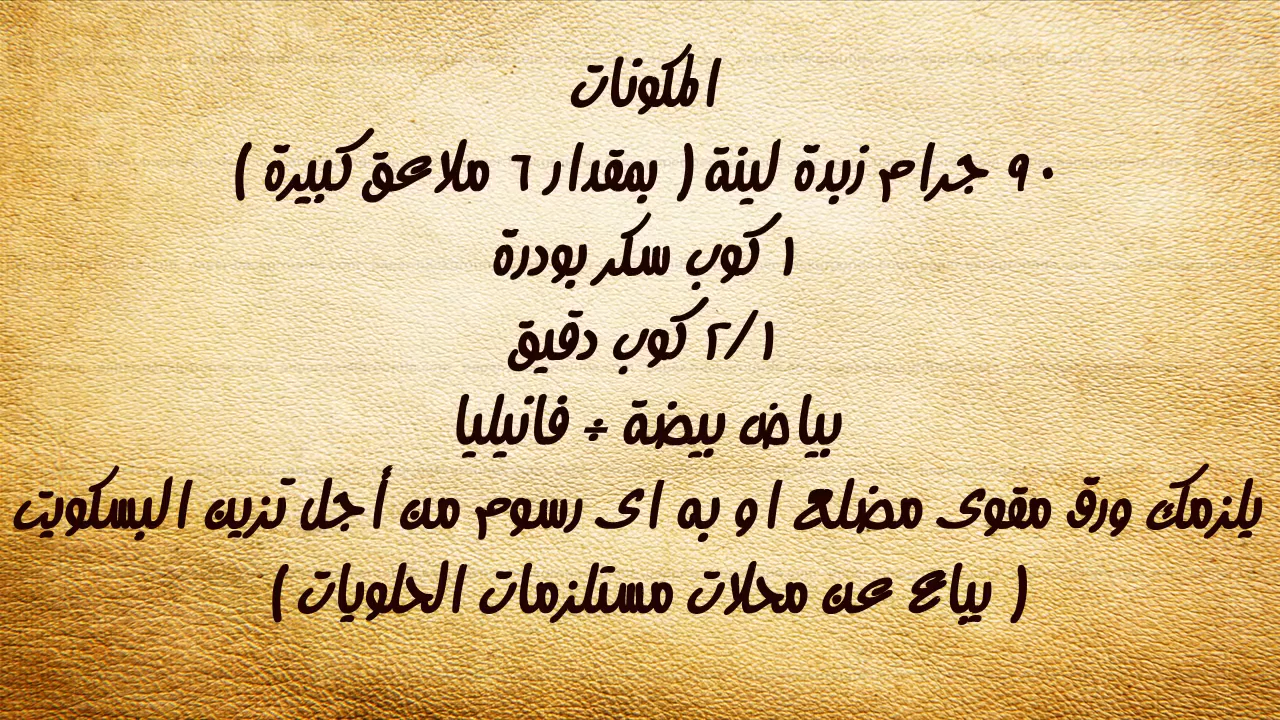 المكونات
٩٠ جرام زبدة لينة ( بمقدار ٦ ملاعق كبيرة )
١ كوب سكر بودرة
٢/١ كوب دقيق
بياض بيضة ÷ فانيليا
يلزمك ورق مقوى مضلع او به اى رسوم من أجل تزين البسكويت
( يباع عن محلات مستلزمات الحلويات )